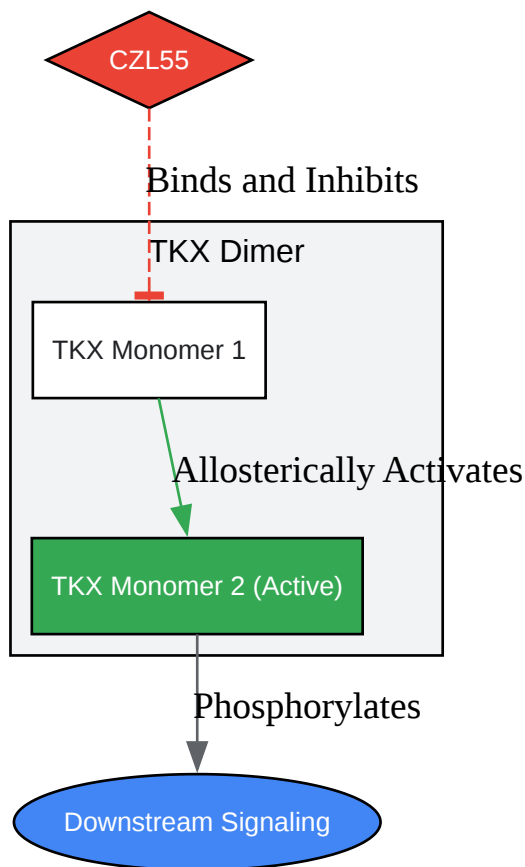 CZL55
Binds and Inhibits
TKX Dimer
TKX Monomer 1
Allosterically Activates
TKX Monomer 2 (Active)
Phosphorylates
Downstream Signaling